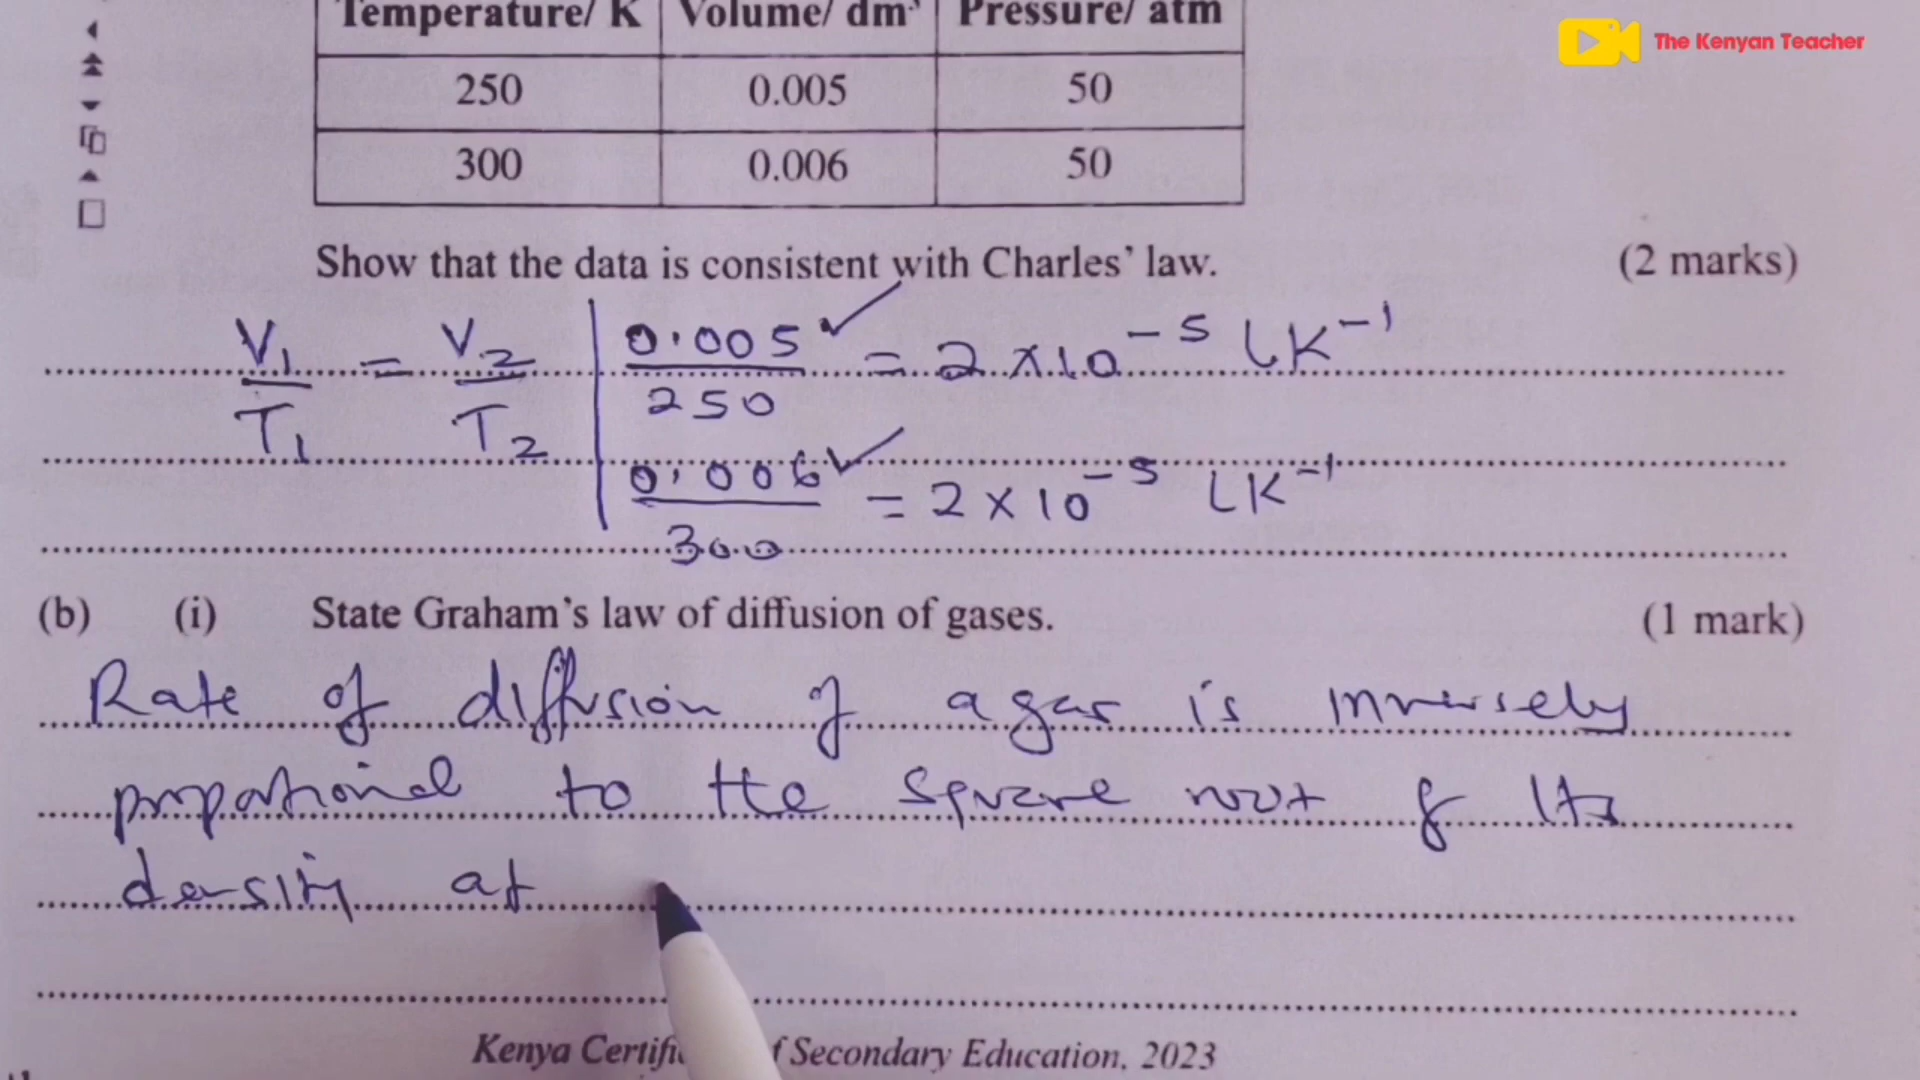 Temperature/ K Volume/ dm³ Pressure/ atm
250 0.005 50
300 0.006 50
The Kenyan Teacher
Show that the data is consistent with Charles' law. (2 marks)
V₁/T₁ = V₂/T₂ | 0.005/250 = 2 × 10⁻⁵ LK⁻¹
0.006/300 = 2 × 10⁻⁵ LK⁻¹
(b) (i) State Graham's law of diffusion of gases. (1 mark)
Rate of diffusion of a gas is inversely
proportional to the square root of its
density at
Kenya Certifi f Secondary Education, 2023